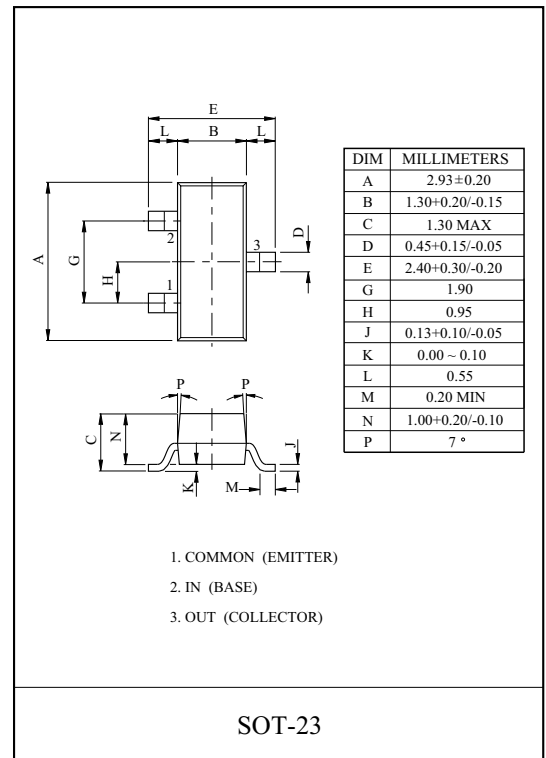 E
L B L
A
G
H
2
1
3
D
DIM MILLIMETERS
A 2.93±0.20
B 1.30+0.20/-0.15
C 1.30 MAX
D 0.45+0.15/-0.05
E 2.40+0.30/-0.20
G 1.90
H 0.95
J 0.13+0.10/-0.05
K 0.00 ~ 0.10
L 0.55
M 0.20 MIN
N 1.00+0.20/-0.10
P 7 °
P P
C
N
K
M
J
1. COMMON (EMITTER)
2. IN (BASE)
3. OUT (COLLECTOR)
SOT-23